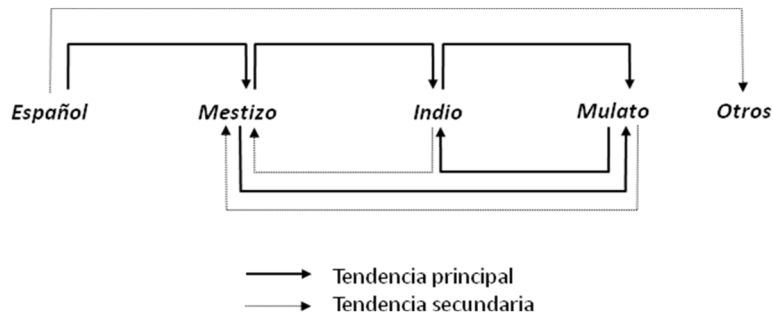 Español Mestizo Indio Mulato Otros
Tendencia principal
Tendencia secundaria